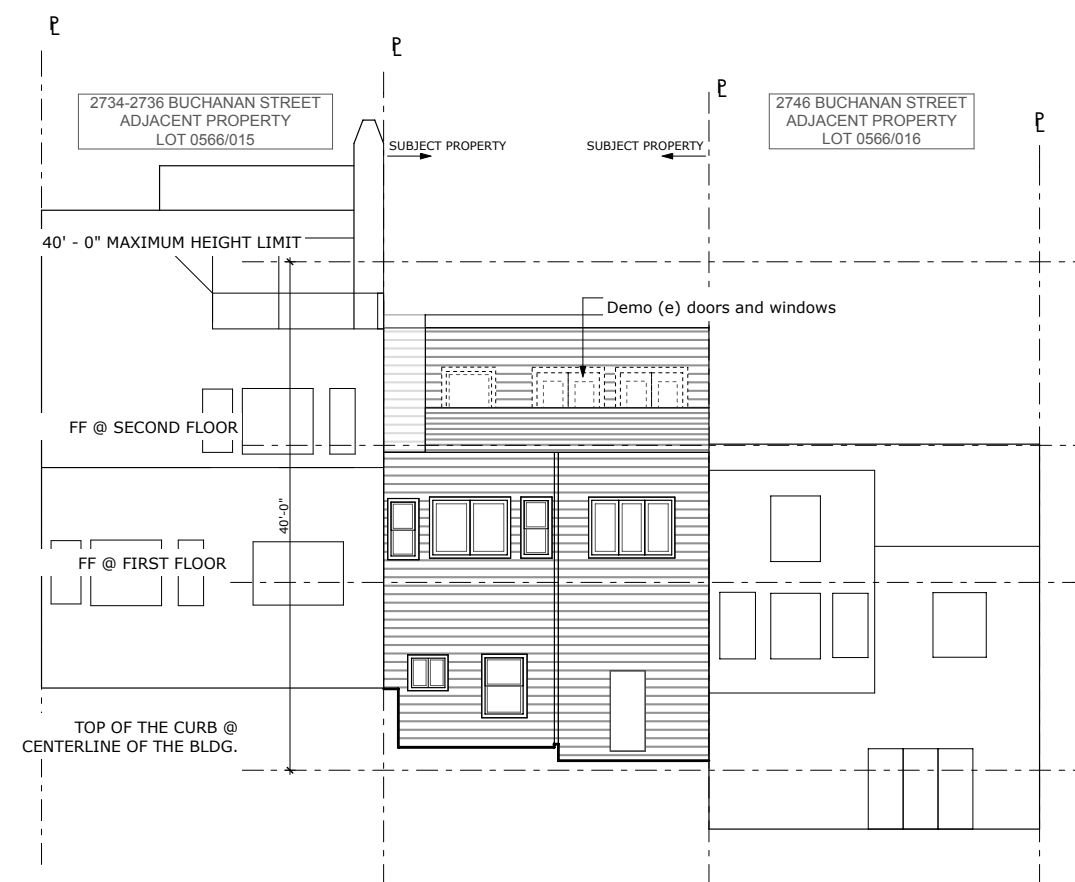 ℄
℄
℄
℄
2734-2736 BUCHANAN STREET
ADJACENT PROPERTY
LOT 0566/015
2746 BUCHANAN STREET
ADJACENT PROPERTY
LOT 0566/016
SUBJECT PROPERTY
SUBJECT PROPERTY
40' - 0" MAXIMUM HEIGHT LIMIT
Demo (e) doors and windows
FF @ SECOND FLOOR
40'-0"
FF @ FIRST FLOOR
TOP OF THE CURB @
CENTERLINE OF THE BLDG.